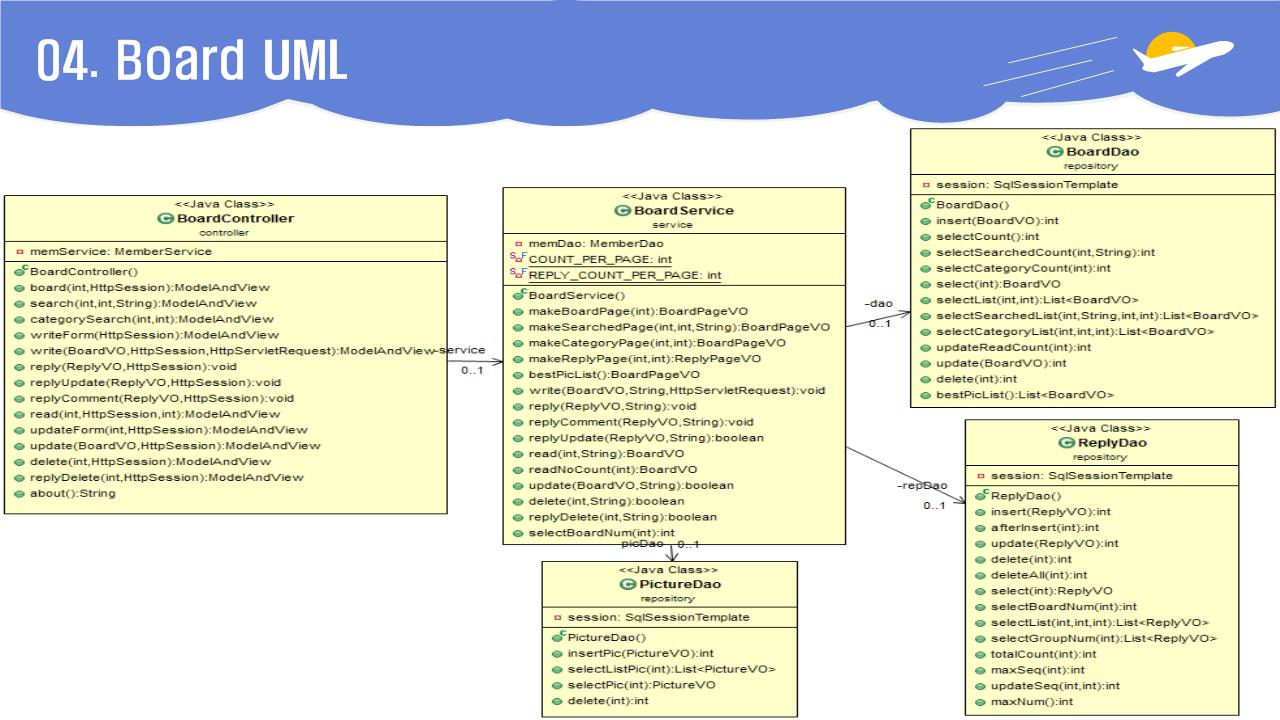 04. Board UML
<<Java Class>>
BoardController
controller
memService: MemberService
BoardController()
board(int,HttpSession):ModelAndView
search(int,int,String):ModelAndView
categorySearch(int,int):ModelAndView
writeForm(HttpSession):ModelAndView
write(BoardVO,HttpSession,HttpServletRequest):ModelAndView
reply(ReplyVO,HttpSession):void
replyUpdate(ReplyVO,HttpSession):void
replyComment(ReplyVO,HttpSession):void
read(int,HttpSession,int):ModelAndView
updateForm(int,HttpSession):ModelAndView
update(BoardVO,HttpSession):ModelAndView
delete(int,HttpSession):ModelAndView
replyDelete(int,HttpSession):ModelAndView
about():String
-service
0..1
<<Java Class>>
BoardService
service
memDao: MemberDao
COUNT_PER_PAGE: int
REPLY_COUNT_PER_PAGE: int
BoardService()
makeBoardPage(int):BoardPageVO
makeSearchedPage(int,int,String):BoardPageVO
makeCategoryPage(int,int):BoardPageVO
makeReplyPage(int,int):ReplyPageVO
bestPicList():BoardPageVO
write(BoardVO,String,HttpServletRequest):void
reply(ReplyVO,String):void
replyComment(ReplyVO,String):void
replyUpdate(ReplyVO,String):boolean
read(int,String):BoardVO
readNoCount(int):BoardVO
update(BoardVO,String):boolean
delete(int,String):boolean
replyDelete(int,String):boolean
selectBoardNum(int):int
picDao 0..1
<<Java Class>>
PictureDao
repository
session: SqlSessionTemplate
PictureDao()
insertPic(PictureVO):int
selectListPic(int):List<PictureVO>
selectPic(int):PictureVO
delete(int):int
-dao
0..1
<<Java Class>>
BoardDao
repository
session: SqlSessionTemplate
BoardDao()
insert(BoardVO):int
selectCount():int
selectSearchedCount(int,String):int
selectCategoryCount(int):int
select(int):BoardVO
selectList(int,int):List<BoardVO>
selectSearchedList(int,String,int,int):List<BoardVO>
selectCategoryList(int,int,int):List<BoardVO>
updateReadCount(int):int
update(BoardVO):int
delete(int):int
bestPicList():List<BoardVO>
-repDao
0..1
<<Java Class>>
ReplyDao
repository
session: SqlSessionTemplate
ReplyDao()
insert(ReplyVO):int
afterInsert(int):int
update(ReplyVO):int
delete(int):int
deleteAll(int):int
select(int):ReplyVO
selectBoardNum(int):int
selectList(int,int,int):List<ReplyVO>
selectGroupNum(int):List<ReplyVO>
totalCount(int):int
maxSeq(int):int
updateSeq(int,int):int
maxNum():int